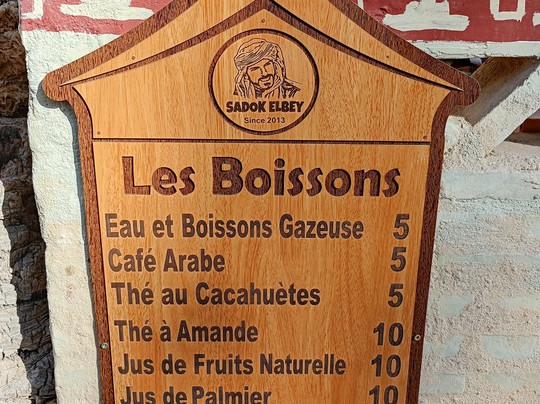 SADOK ELBEY
Since 2013
Les Boissons
Eau et Boissons Gazeuse 5
Café Arabe 5
Thé au Cacahuètes 5
Thé à Amande 10
Jus de Fruits Naturelle 10
Jus de Palmier 10